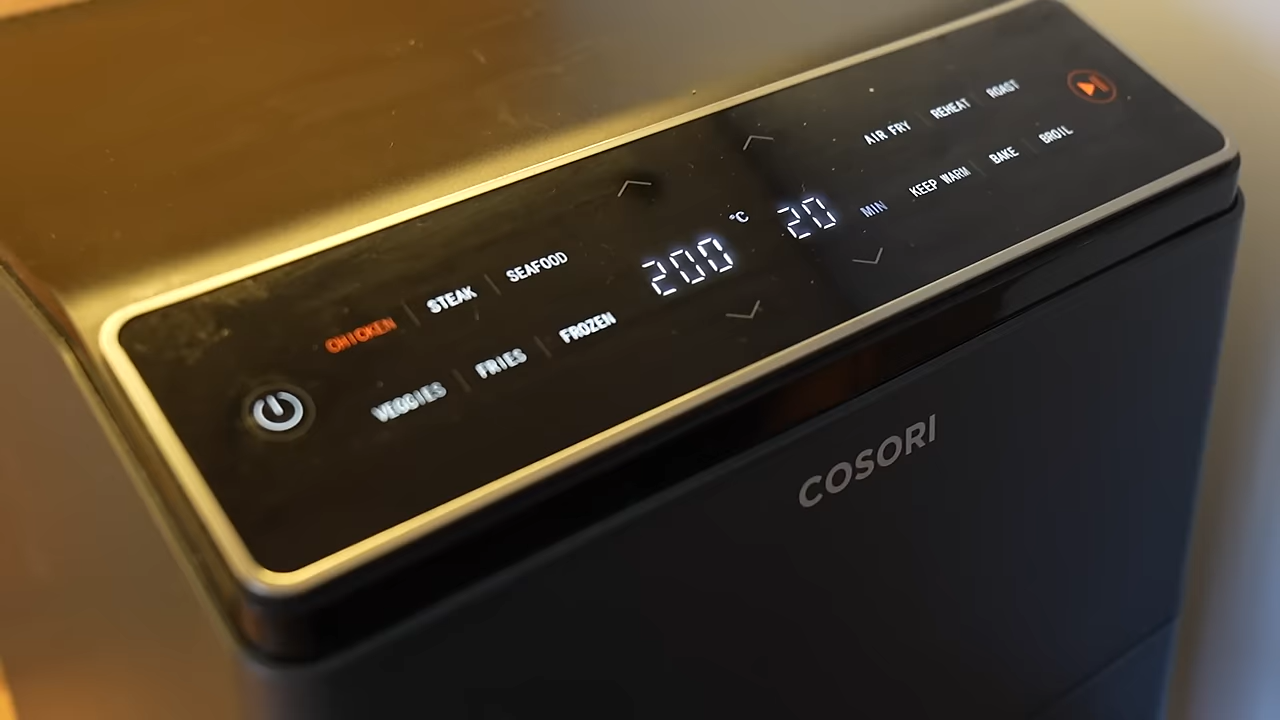 CHICKEN | STEAK | SEAFOOD
VEGGIES | FRIES | FROZEN
200 °C
20 MIN
AIR FRY | REHEAT | ROAST
KEEP WARM | BAKE | BROIL
COSORI